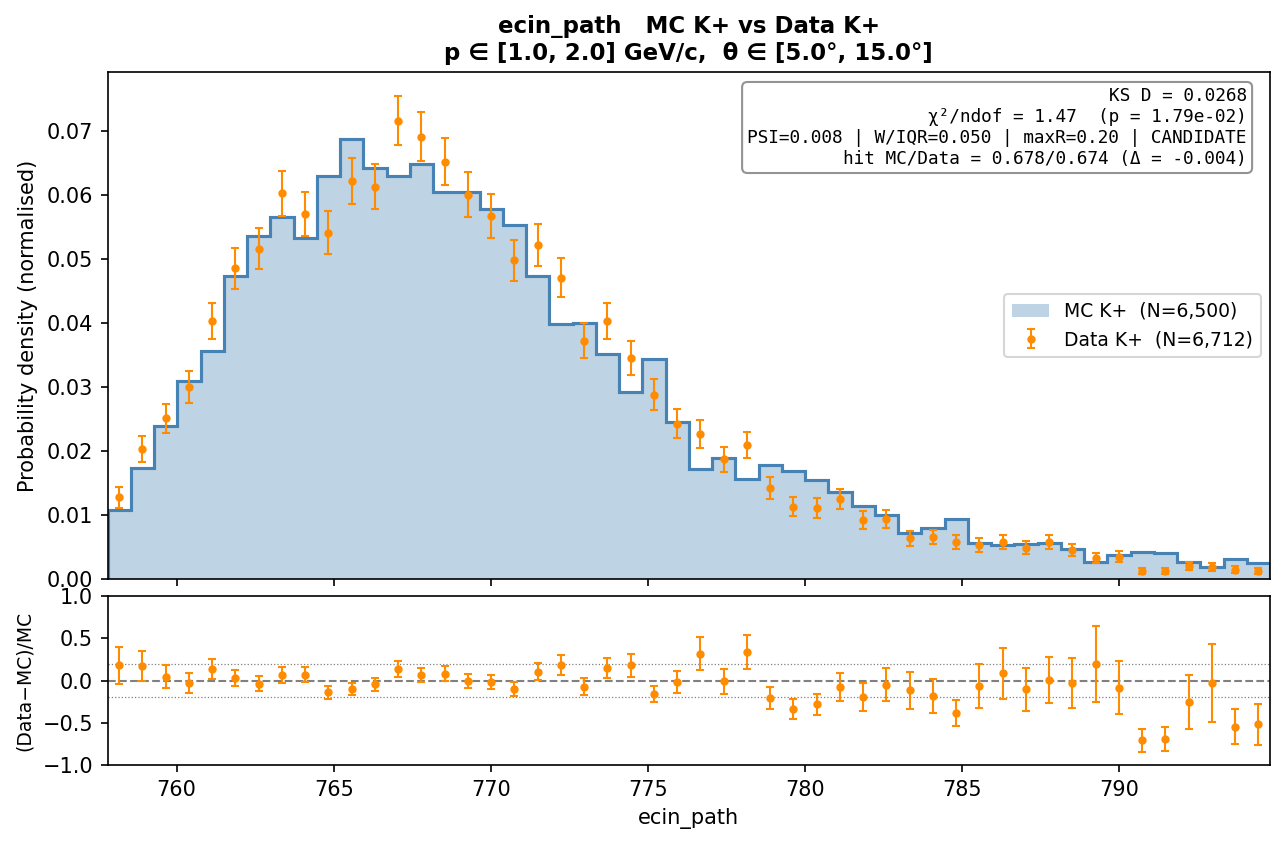 ecin_path   MC K+ vs Data K+
p ∈ [1.0, 2.0] GeV/c,  θ ∈ [5.0°, 15.0°]
KS D = 0.0268
χ²/ndof = 1.47  (p = 1.79e-02)
PSI=0.008 | W/IQR=0.050 | maxR=0.20 | CANDIDATE
hit MC/Data = 0.678/0.674 (Δ = -0.004)
MC K+  (N=6,500)
Data K+  (N=6,712)
Probability density (normalised)
0.07
0.06
0.05
0.04
0.03
0.02
0.01
0.00
(Data−MC)/MC
1.0
0.5
0.0
−0.5
−1.0
760 765 770 775 780 785 790
ecin_path